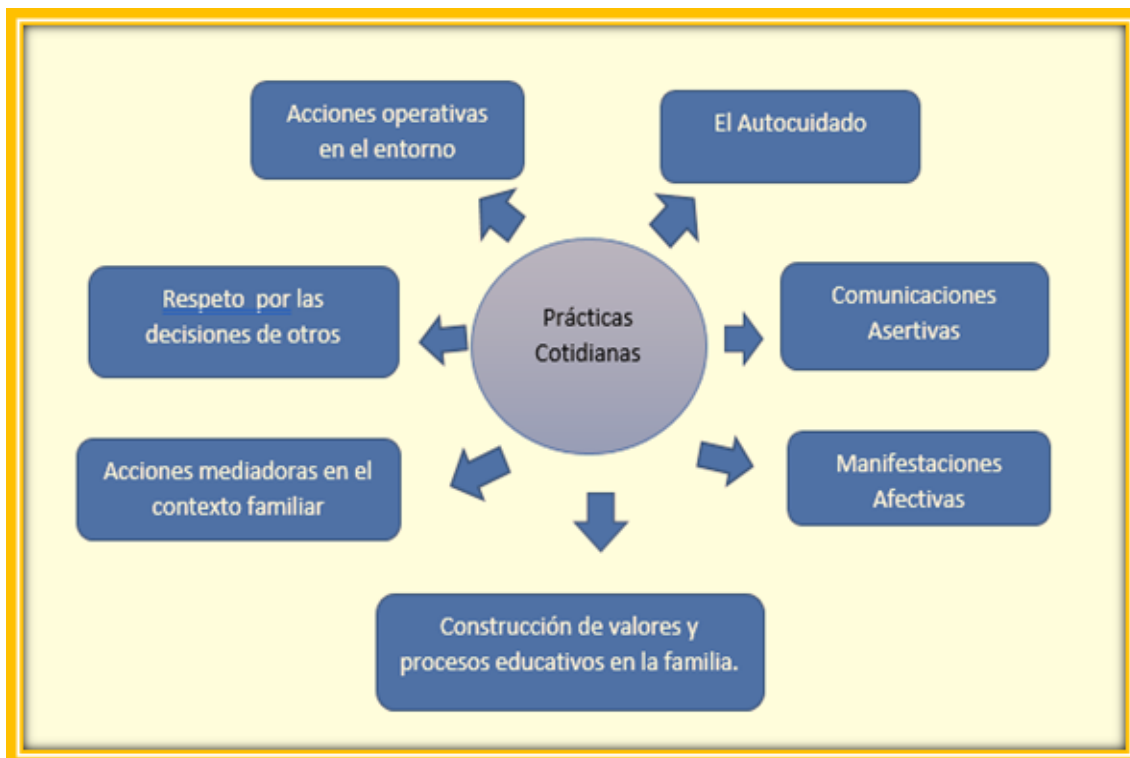 Acciones operativas
en el entorno
El Autocuidado
Respeto  por las
decisiones de otros
Prácticas
Cotidianas
Comunicaciones
Asertivas
Acciones mediadoras en el
contexto familiar
Manifestaciones
Afectivas
Construcción de valores y
procesos educativos en la familia.